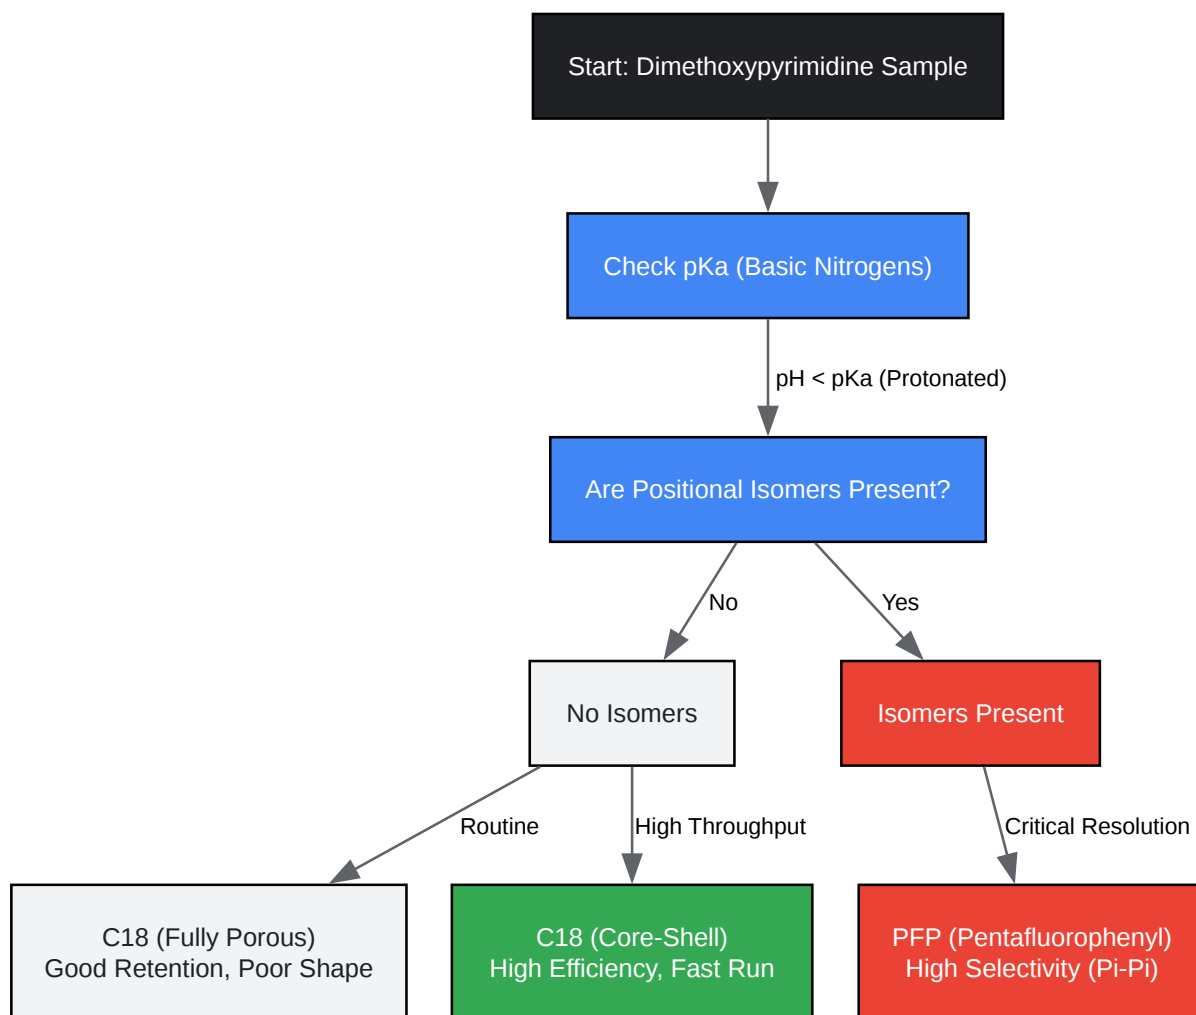 Start: Dimethoxypyrimidine Sample
Check pKa (Basic Nitrogens)
pH < pKa (Protonated)
Are Positional Isomers Present?
No
Yes
No Isomers
Isomers Present
Routine
High Throughput
Critical Resolution
C18 (Fully Porous)
Good Retention, Poor Shape
C18 (Core-Shell)
High Efficiency, Fast Run
PFP (Pentafluorophenyl)
High Selectivity (Pi-Pi)